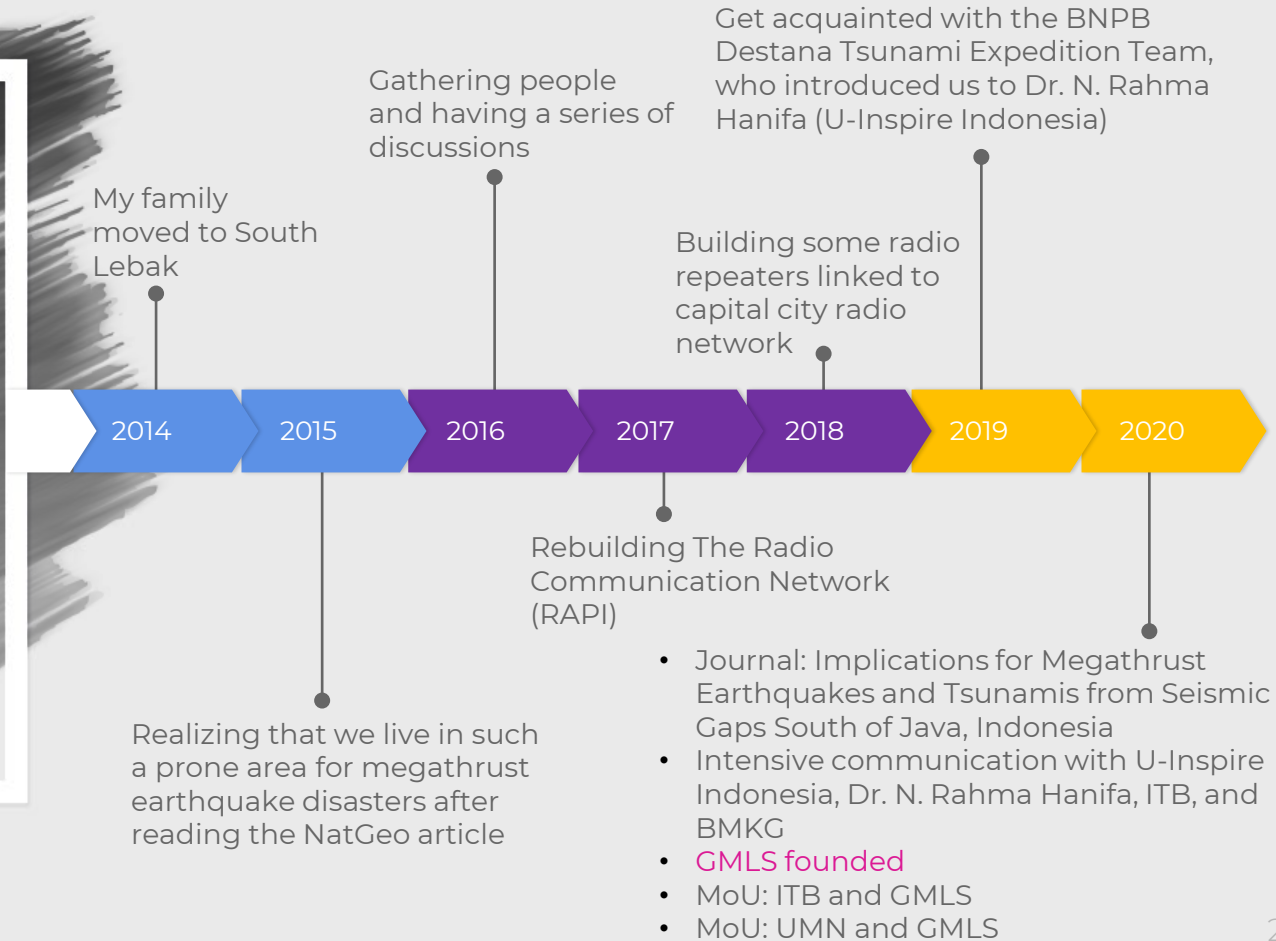 Get acquainted with the BNPB
Destana Tsunami Expedition Team,
who introduced us to Dr. N. Rahma
Hanifa (U-Inspire Indonesia)
Gathering people
and having a series of
discussions
My family
moved to South
Lebak
Building some radio
repeaters linked to
capital city radio
network
2014
2015
2016
2017
2018
2019
2020
Rebuilding The Radio
Communication Network
(RAPI)
Realizing that we live in such
a prone area for megathrust
earthquake disasters after
reading the NatGeo article
• Journal: Implications for Megathrust
Earthquakes and Tsunamis from Seismic
Gaps South of Java, Indonesia
• Intensive communication with U-Inspire
Indonesia, Dr. N. Rahma Hanifa, ITB, and
BMKG
• GMLS founded
• MoU: ITB and GMLS
• MoU: UMN and GMLS